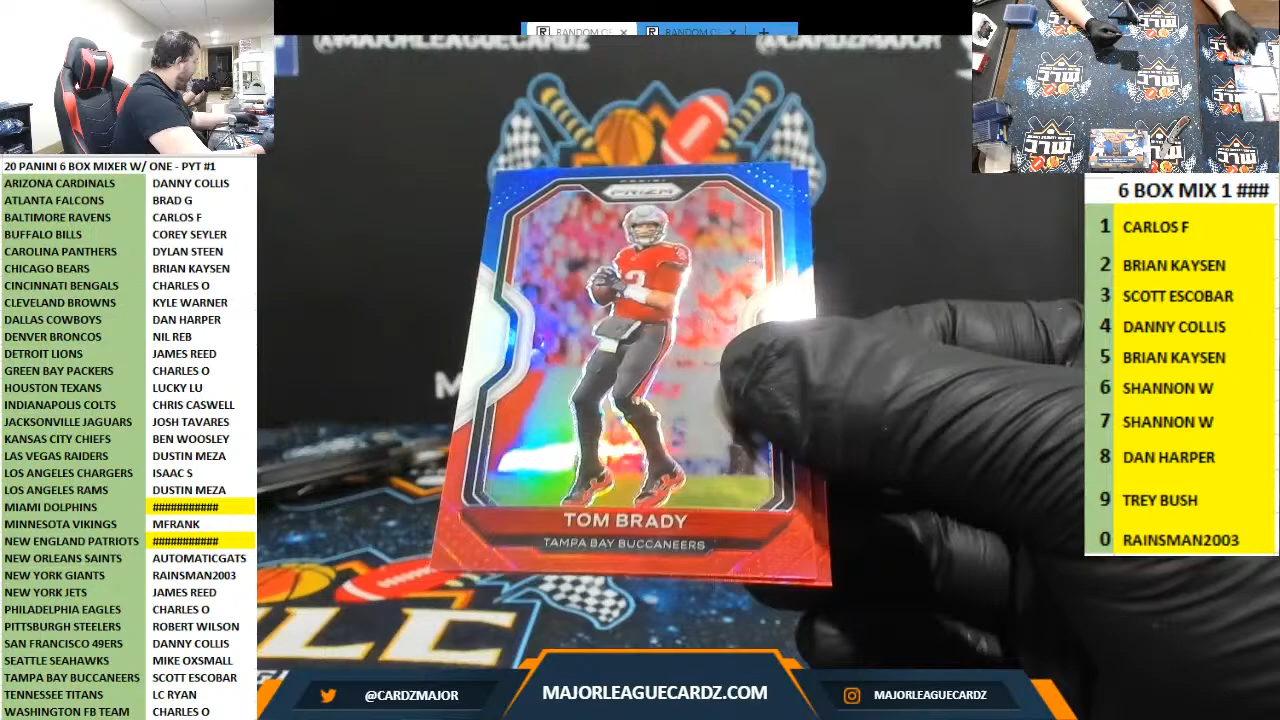 @MAJORLEAGUECARDZ @CARDZMAJOR
20 PANINI 6 BOX MIXER W/ ONE - PYT #1
ARIZONA CARDINALS DANNY COLLIS
ATLANTA FALCONS BRAD G
BALTIMORE RAVENS CARLOS F
BUFFALO BILLS COREY SEYLER
CAROLINA PANTHERS DYLAN STEEN
CHICAGO BEARS BRIAN KAYSEN
CINCINNATI BENGALS CHARLES O
CLEVELAND BROWNS KYLE WARNER
DALLAS COWBOYS DAN HARPER
DENVER BRONCOS NIL REB
DETROIT LIONS JAMES REED
GREEN BAY PACKERS CHARLES O
HOUSTON TEXANS LUCKY LU
INDIANAPOLIS COLTS CHRIS CASWELL
JACKSONVILLE JAGUARS JOSH TAVARES
KANSAS CITY CHIEFS BEN WOOSLEY
LAS VEGAS RAIDERS DUSTIN MEZA
LOS ANGELES CHARGERS ISAAC S
LOS ANGELES RAMS DUSTIN MEZA
MIAMI DOLPHINS ###########
MINNESOTA VIKINGS MFRANK
NEW ENGLAND PATRIOTS ###########
NEW ORLEANS SAINTS AUTOMATICGATS
NEW YORK GIANTS RAINSMAN2003
NEW YORK JETS JAMES REED
PHILADELPHIA EAGLES CHARLES O
PITTSBURGH STEELERS ROBERT WILSON
SAN FRANCISCO 49ERS DANNY COLLIS
SEATTLE SEAHAWKS MIKE OXSMALL
TAMPA BAY BUCCANEERS SCOTT ESCOBAR
TENNESSEE TITANS LC RYAN
WASHINGTON FB TEAM CHARLES O
PANINI
PRIZM
TOM BRADY
TAMPA BAY BUCCANEERS
6 BOX MIX 1 ###
1 CARLOS F
2 BRIAN KAYSEN
3 SCOTT ESCOBAR
4 DANNY COLLIS
5 BRIAN KAYSEN
6 SHANNON W
7 SHANNON W
8 DAN HARPER
9 TREY BUSH
0 RAINSMAN2003
@CARDZMAJOR
MAJORLEAGUECARDZ.COM
MAJORLEAGUECARDZ